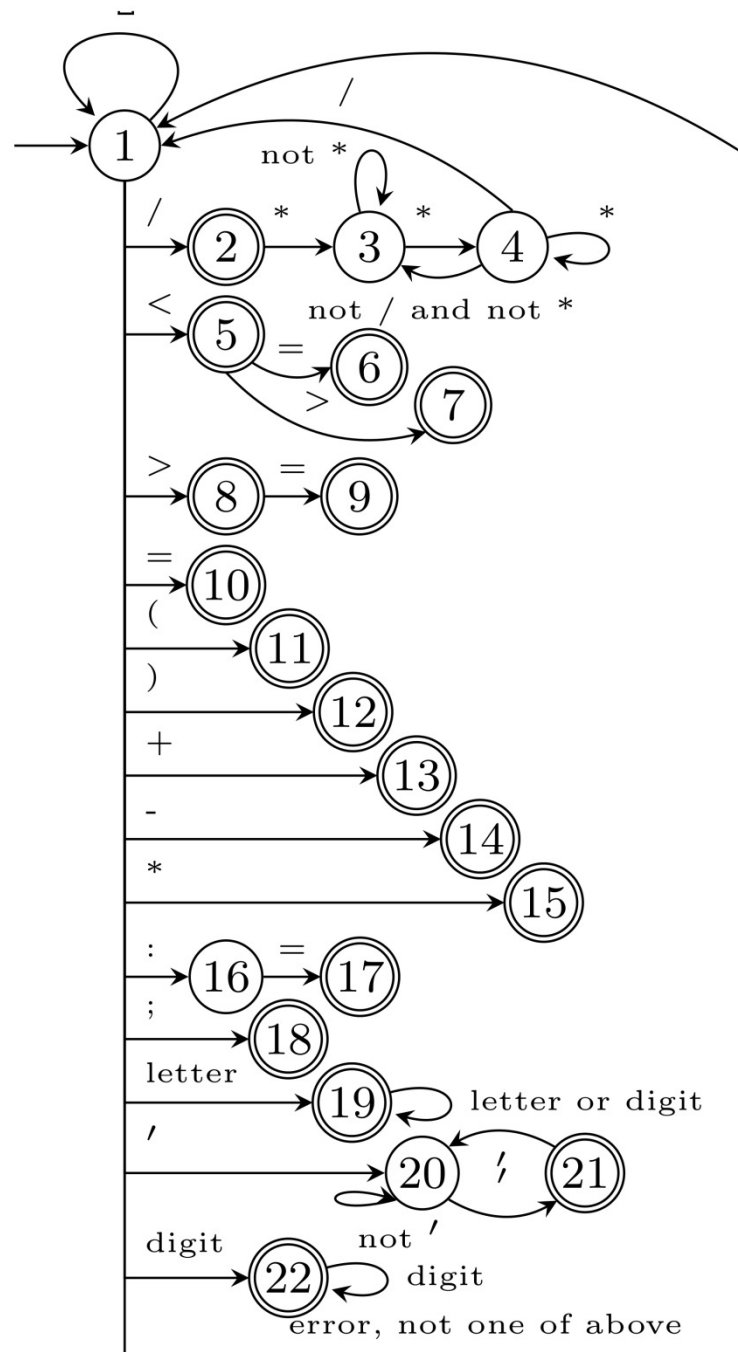 ␣
/
1
not *
/ * * *
2 3 4
not / and not *
<
5 = 6
> 7
> =
8 9
=
10
(
11
)
12
+
13
-
14
*
15
: =
16 17
;
18
letter
19 letter or digit
'
20 ' 21
'
not '
digit
22 digit
error, not one of above